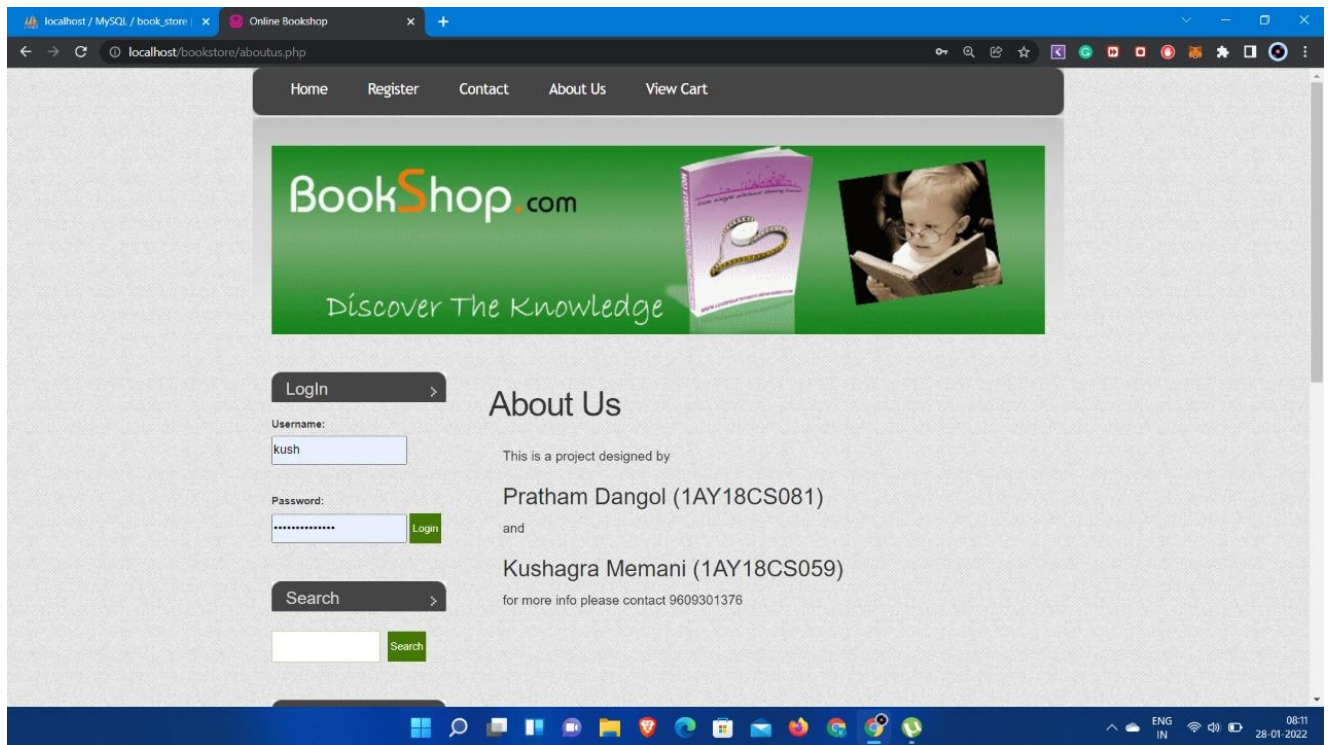 localhost / MySQL / book_store |
Online Bookshop
localhost/bookstore/aboutus.php
Home Register Contact About Us View Cart
BookShop.com
Discover The Knowledge
LogIn
Username:
kush
Password:
Login
Search
Search
About Us
This is a project designed by
Pratham Dangol (1AY18CS081)
and
Kushagra Memani (1AY18CS059)
for more info please contact 9609301376
ENG
IN
08:11
28-01-2022